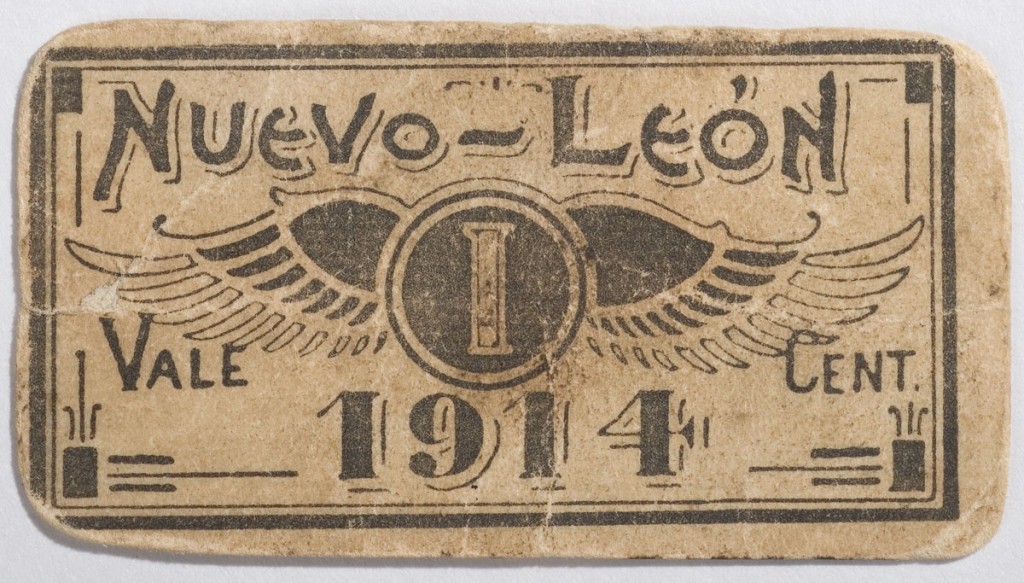 NUEVO-LEÓN
I
VALE CENT.
1914